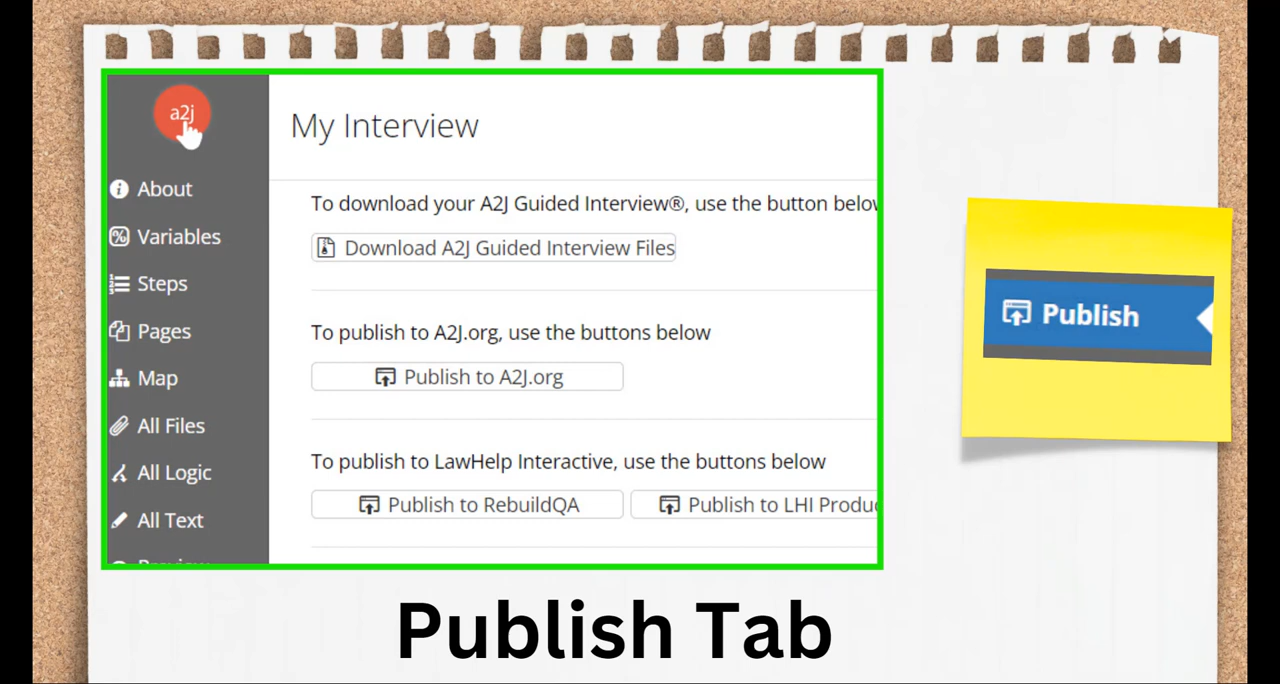 a2j
My Interview
About
Variables
Steps
Pages
Map
All Files
All Logic
All Text
To download your A2J Guided Interview®, use the button below
Download A2J Guided Interview Files
To publish to A2J.org, use the buttons below
Publish to A2J.org
To publish to LawHelp Interactive, use the buttons below
Publish to RebuildQA
Publish to LHI
Publish
Publish Tab